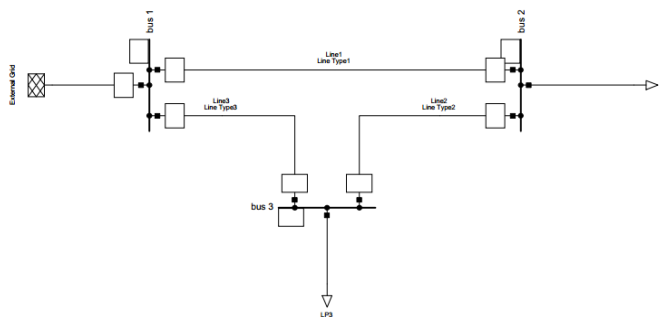 bus 1
bus 2
Line1
Line Type1
External Grid
Line3
Line Type3
Line2
Line Type2
bus 3
LP3